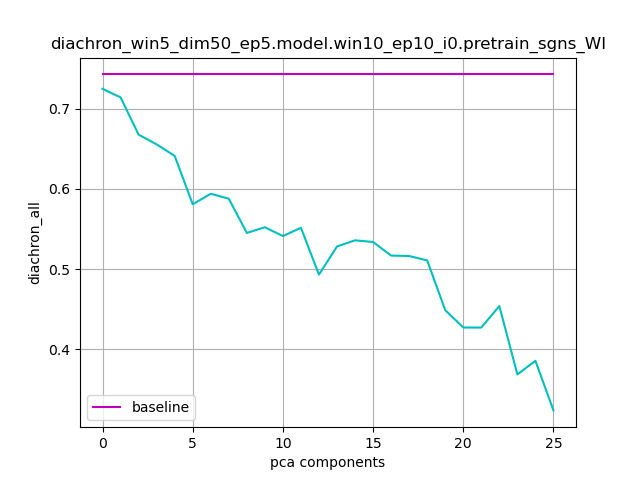 diachron_win5_dim50_ep5.model.win10_ep10_i0.pretrain_sgns_WI
0.7
0.6
0.5
0.4
diachron_all
baseline
0
5
10
15
20
25
pca components